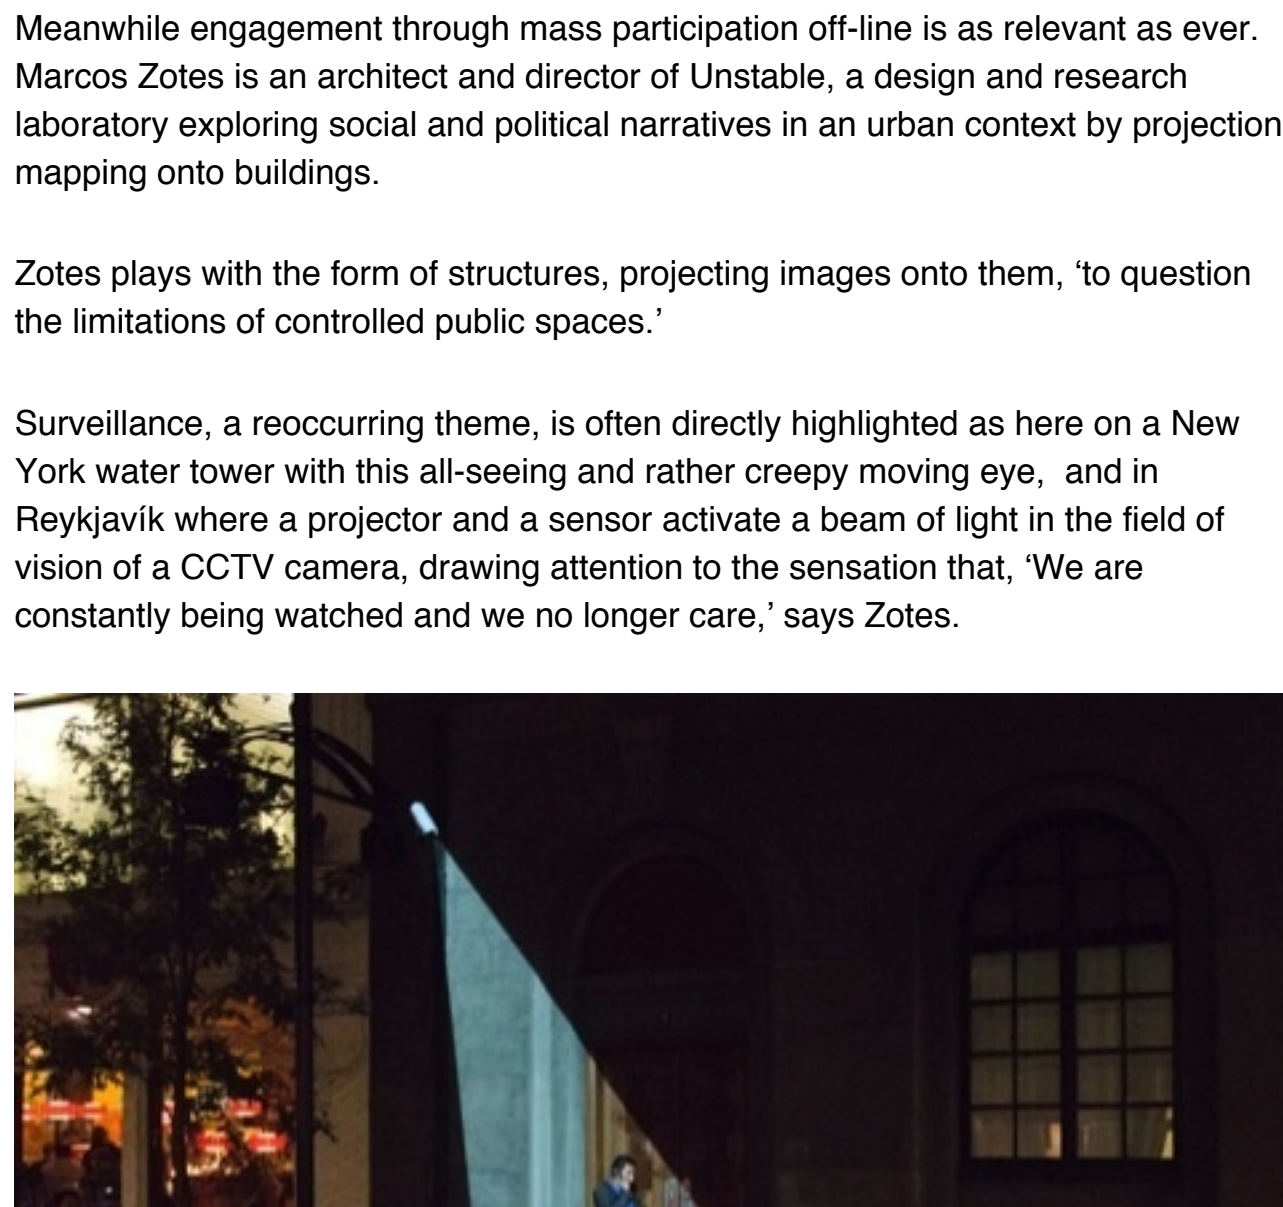 Meanwhile engagement through mass participation off-line is as relevant as ever.
Marcos Zotes is an architect and director of Unstable, a design and research
laboratory exploring social and political narratives in an urban context by projection
mapping onto buildings.
Zotes plays with the form of structures, projecting images onto them, ‘to question
the limitations of controlled public spaces.’
Surveillance, a reoccurring theme, is often directly highlighted as here on a New
York water tower with this all-seeing and rather creepy moving eye,  and in
Reykjavík where a projector and a sensor activate a beam of light in the field of
vision of a CCTV camera, drawing attention to the sensation that, ‘We are
constantly being watched and we no longer care,’ says Zotes.